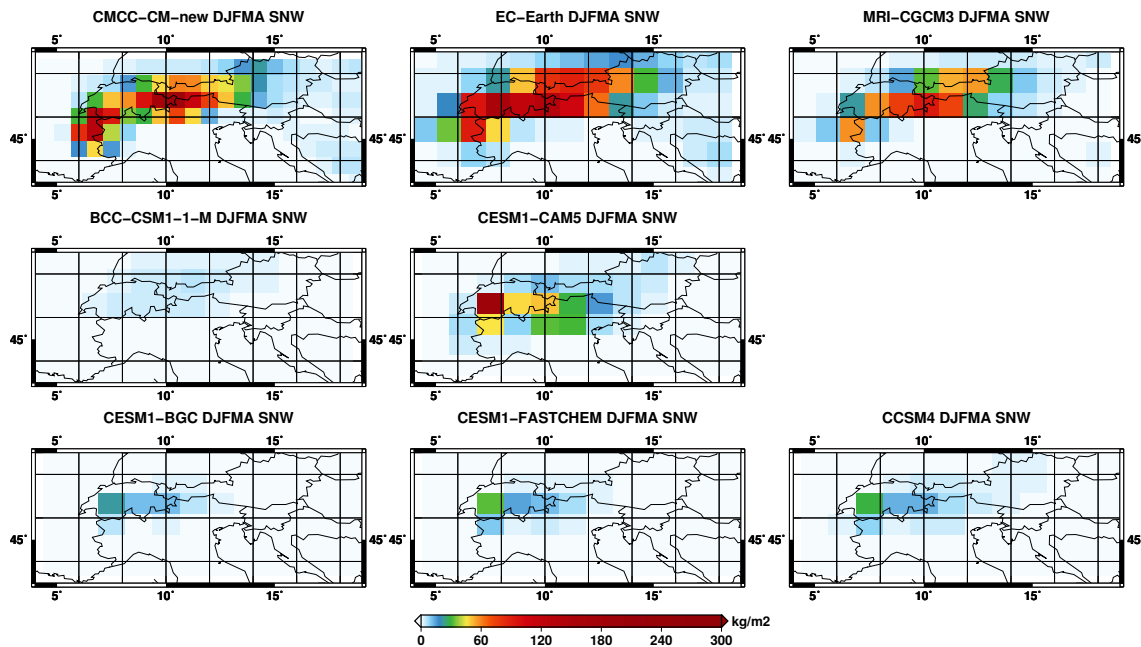 CMCC−CM−new DJFMA SNW
EC−Earth DJFMA SNW
MRI−CGCM3 DJFMA SNW
5˚ 10˚ 15˚
5˚ 10˚ 15˚
5˚ 10˚ 15˚
45˚ 45˚ 45˚ 45˚
5˚ 10˚ 15˚
5˚ 10˚ 15˚
5˚ 10˚ 15˚
BCC−CSM1−1−M DJFMA SNW
CESM1−CAM5 DJFMA SNW
5˚ 10˚ 15˚
5˚ 10˚ 15˚
45˚ 45˚ 45˚
5˚ 10˚ 15˚
5˚ 10˚ 15˚
CESM1−BGC DJFMA SNW
CESM1−FASTCHEM DJFMA SNW
CCSM4 DJFMA SNW
5˚ 10˚ 15˚
5˚ 10˚ 15˚
5˚ 10˚ 15˚
45˚ 45˚ 45˚ 45˚
5˚ 10˚ 15˚
5˚ 10˚ 15˚
5˚ 10˚ 15˚
kg/m2
0 60 120 180 240 300